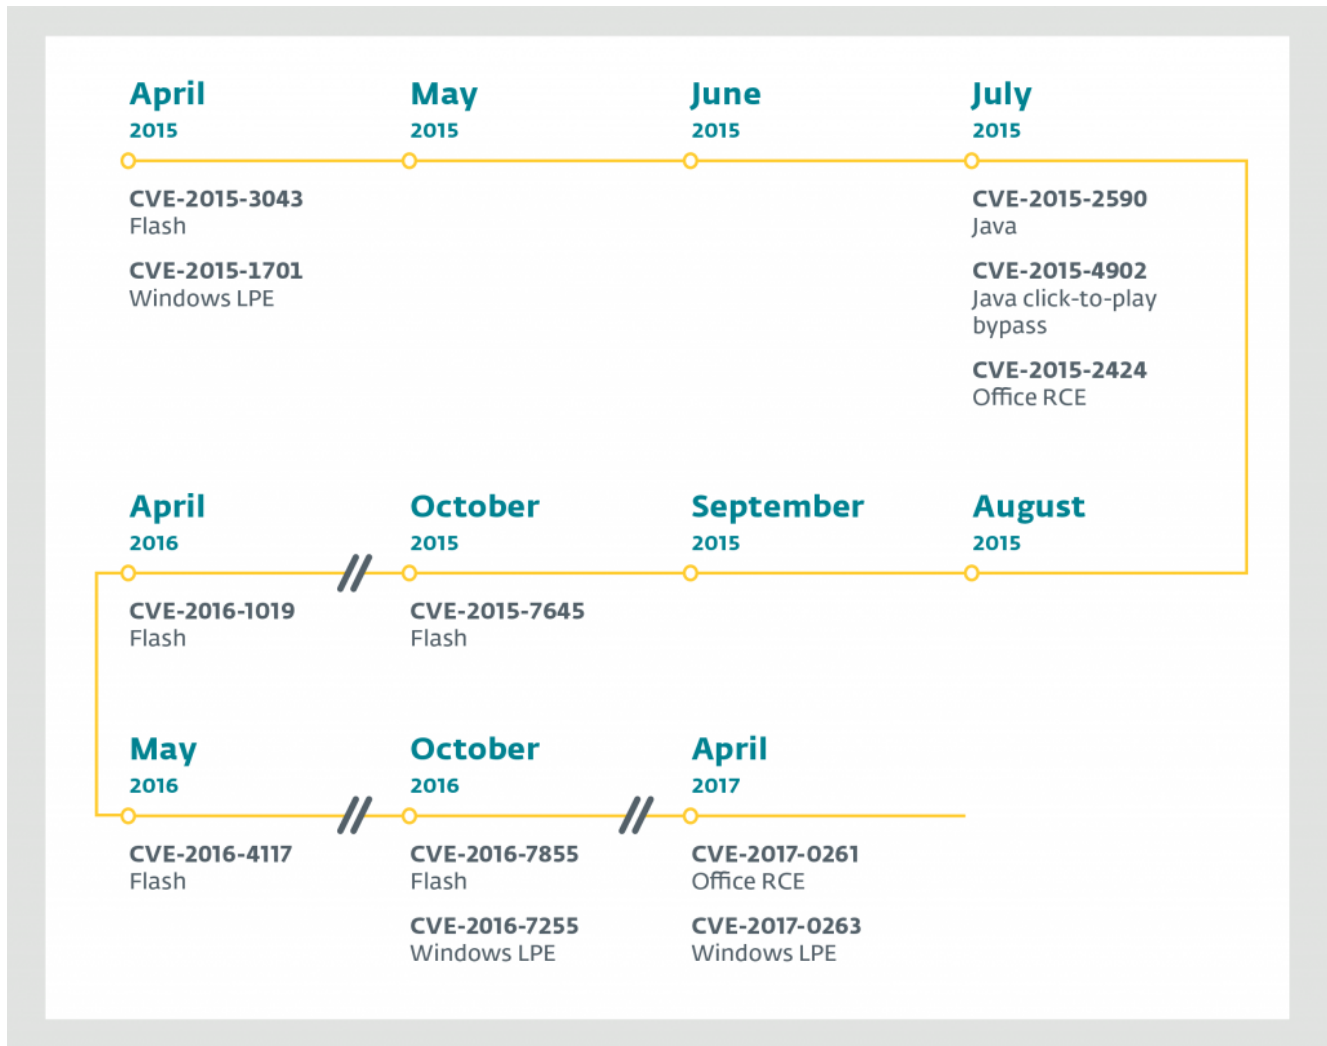 April
2015
CVE-2015-3043
Flash
CVE-2015-1701
Windows LPE
May
2015
June
2015
July
2015
CVE-2015-2590
Java
CVE-2015-4902
Java click-to-play
bypass
CVE-2015-2424
Office RCE
August
2015
September
2015
October
2015
CVE-2015-7645
Flash
April
2016
CVE-2016-1019
Flash
May
2016
CVE-2016-4117
Flash
October
2016
CVE-2016-7855
Flash
CVE-2016-7255
Windows LPE
April
2017
CVE-2017-0261
Office RCE
CVE-2017-0263
Windows LPE